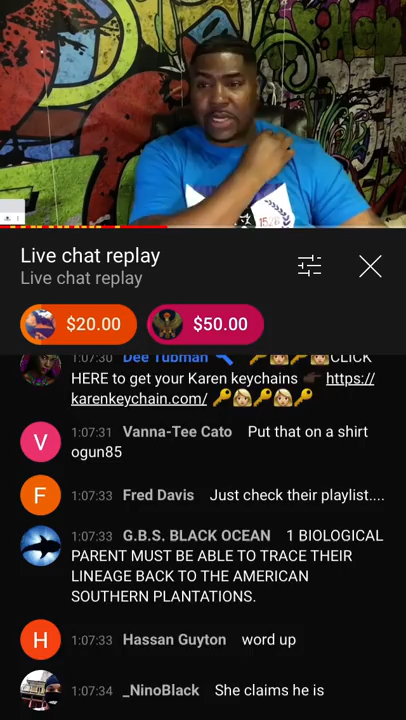 1526
Live chat replay
Live chat replay
$20.00
$50.00
1:07:30 Dee Tubman CLICK
HERE to get your Karen keychains https://
karenkeychain.com/
1:07:31 Vanna-Tee Cato Put that on a shirt
ogun85
1:07:33 Fred Davis Just check their playlist....
1:07:33 G.B.S. BLACK OCEAN 1 BIOLOGICAL
PARENT MUST BE ABLE TO TRACE THEIR
LINEAGE BACK TO THE AMERICAN
SOUTHERN PLANTATIONS.
1:07:33 Hassan Guyton word up
1:07:34 _NinoBlack She claims he is
V
F
H